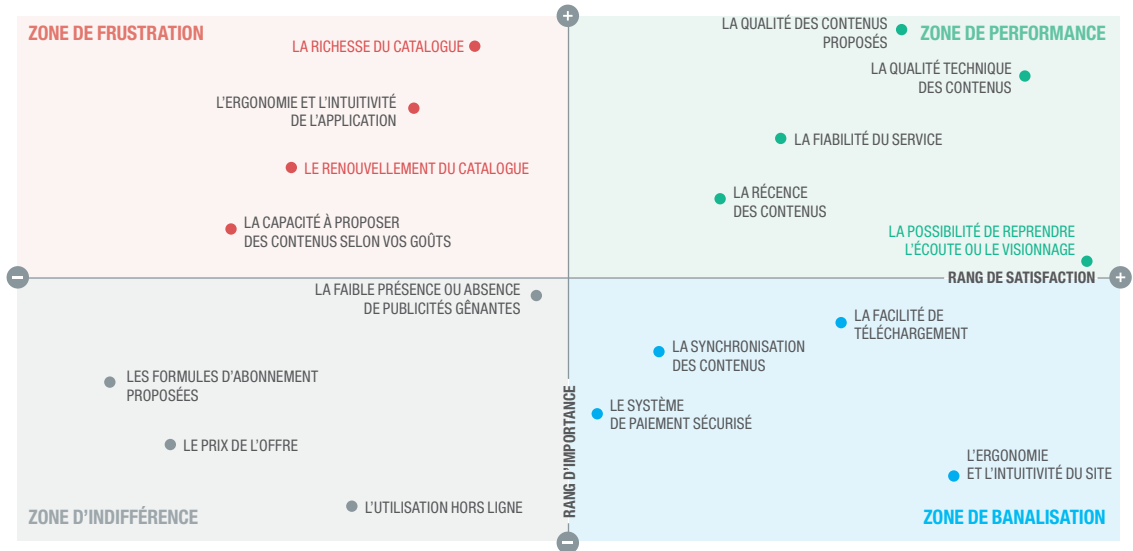 ZONE DE FRUSTRATION
LA RICHESSE DU CATALOGUE
L'ERGONOMIE ET L'INTUITIVITÉ
DE L'APPLICATION
LE RENOUVELLEMENT DU CATALOGUE
LA CAPACITÉ À PROPOSER
DES CONTENUS SELON VOS GOÛTS
+
LA QUALITÉ DES CONTENUS
PROPOSÉS
ZONE DE PERFORMANCE
LA QUALITÉ TECHNIQUE
DES CONTENUS
LA FIABILITÉ DU SERVICE
LA RÉCENCE
DES CONTENUS
LA POSSIBILITÉ DE REPRENDRE
L'ÉCOUTE OU LE VISIONNAGE
−
RANG DE SATISFACTION
+
LA FAIBLE PRÉSENCE OU ABSENCE
DE PUBLICITÉS GÊNANTES
LES FORMULES D'ABONNEMENT
PROPOSÉES
LE PRIX DE L'OFFRE
L'UTILISATION HORS LIGNE
ZONE D'INDIFFÉRENCE
RANG D'IMPORTANCE
−
LA FACILITÉ DE
TÉLÉCHARGEMENT
LA SYNCHRONISATION
DES CONTENUS
LE SYSTÈME
DE PAIEMENT SÉCURISÉ
L'ERGONOMIE
ET L'INTUITIVITÉ DU SITE
ZONE DE BANALISATION